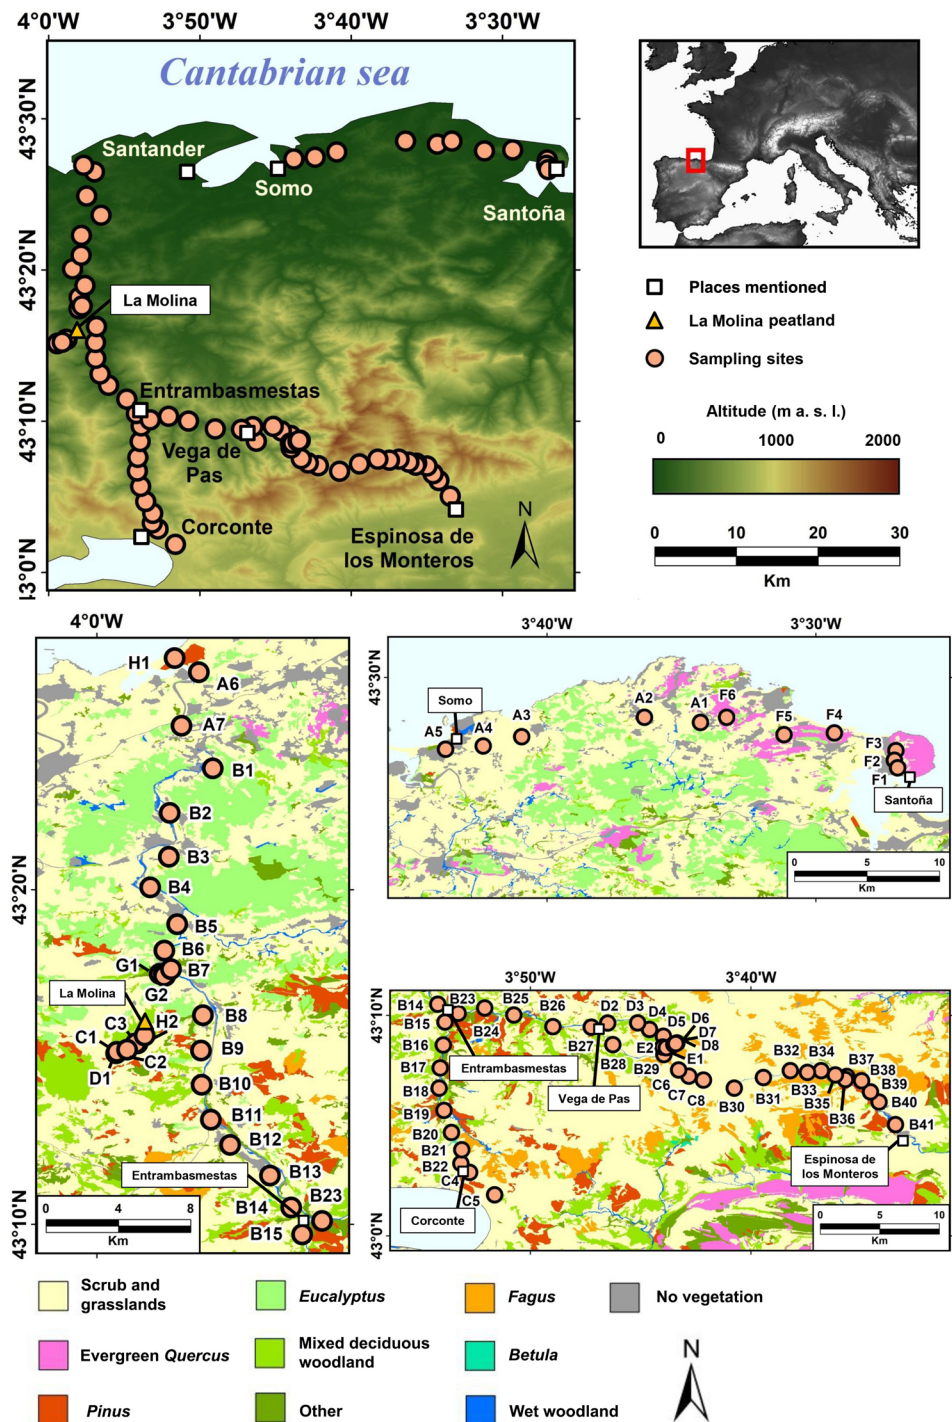 4°0'W 3°50'W 3°40'W 3°30'W
Cantabrian sea
43°30'N
Santander
Somo
Santoña
43°20'N
La Molina
Entrambasmestas
43°10'N
Vega de
Pas
Corconte
N
Espinosa de
los Monteros
43°0'N
Places mentioned
La Molina peatland
Sampling sites
Altitude (m a. s. l.)
0 1000 2000
0 10 20 30
Km
4°0'W
H1
A6
A7
B1
B2
B3
43°20'N
B4
B5
B6
G1
B7
G2
La Molina
B8
C3
H2
C1
B9
C2
D1
B10
B11
B12
Entrambasmestas
B13
B14
B23
B15
0 4 8
Km
43°10'N
3°40'W 3°30'W
43°30'N
Somo
A5
A4
A3
A2
A1
F6
F5
F4
F3
F2
F1
Santoña
0 5 10
Km
3°50'W 3°40'W
43°10'N
B14
B23
B25
B26
D2
D3
D4
D6
B15
B24
D5
D7
D8
B16
B27
E2
E1
Entrambasmestas
B28
B29
B32
B34
B37
B17
C6
B38
B18
Vega de Pas
C7
C8
B31
B33
B39
B30
B35
B40
B19
B36
B20
B41
B21
B22
Espinosa de
los Monteros
C4
C5
Corconte
0 5 10
Km
43°0'N
Scrub and
grasslands
Eucalyptus
Fagus
No vegetation
Evergreen Quercus
Mixed deciduous
woodland
Betula
N
Pinus
Other
Wet woodland